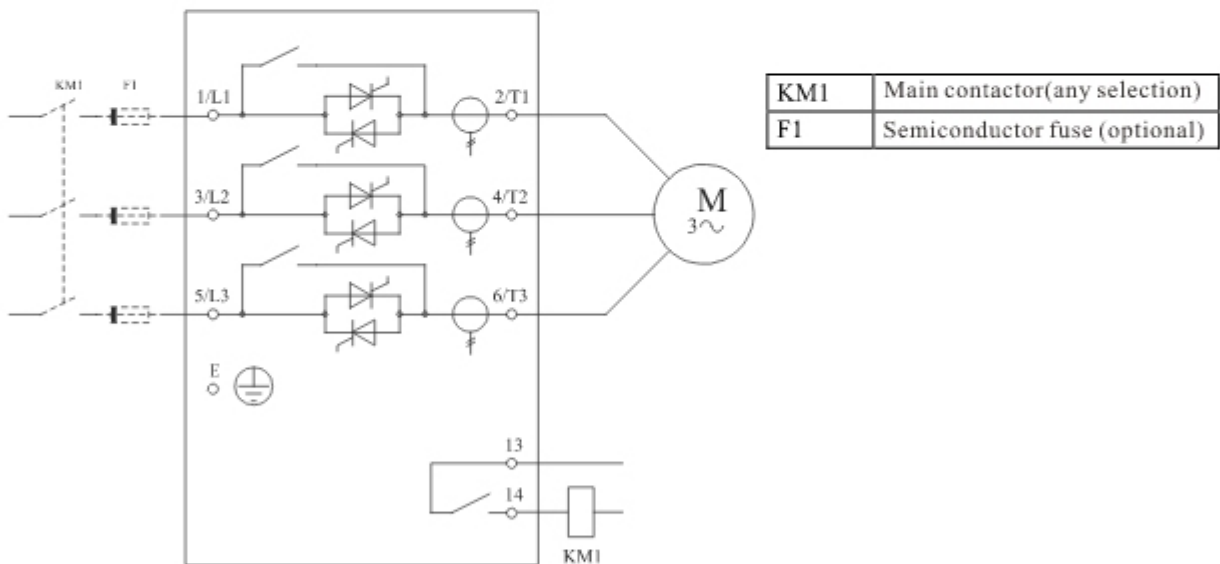 KM1
F1
1/L1
2/T1
3/L2
4/T2
5/L3
6/T3
M
3~
E
13
14
KM1
KM1 Main contactor(any selection)
F1 Semiconductor fuse (optional)